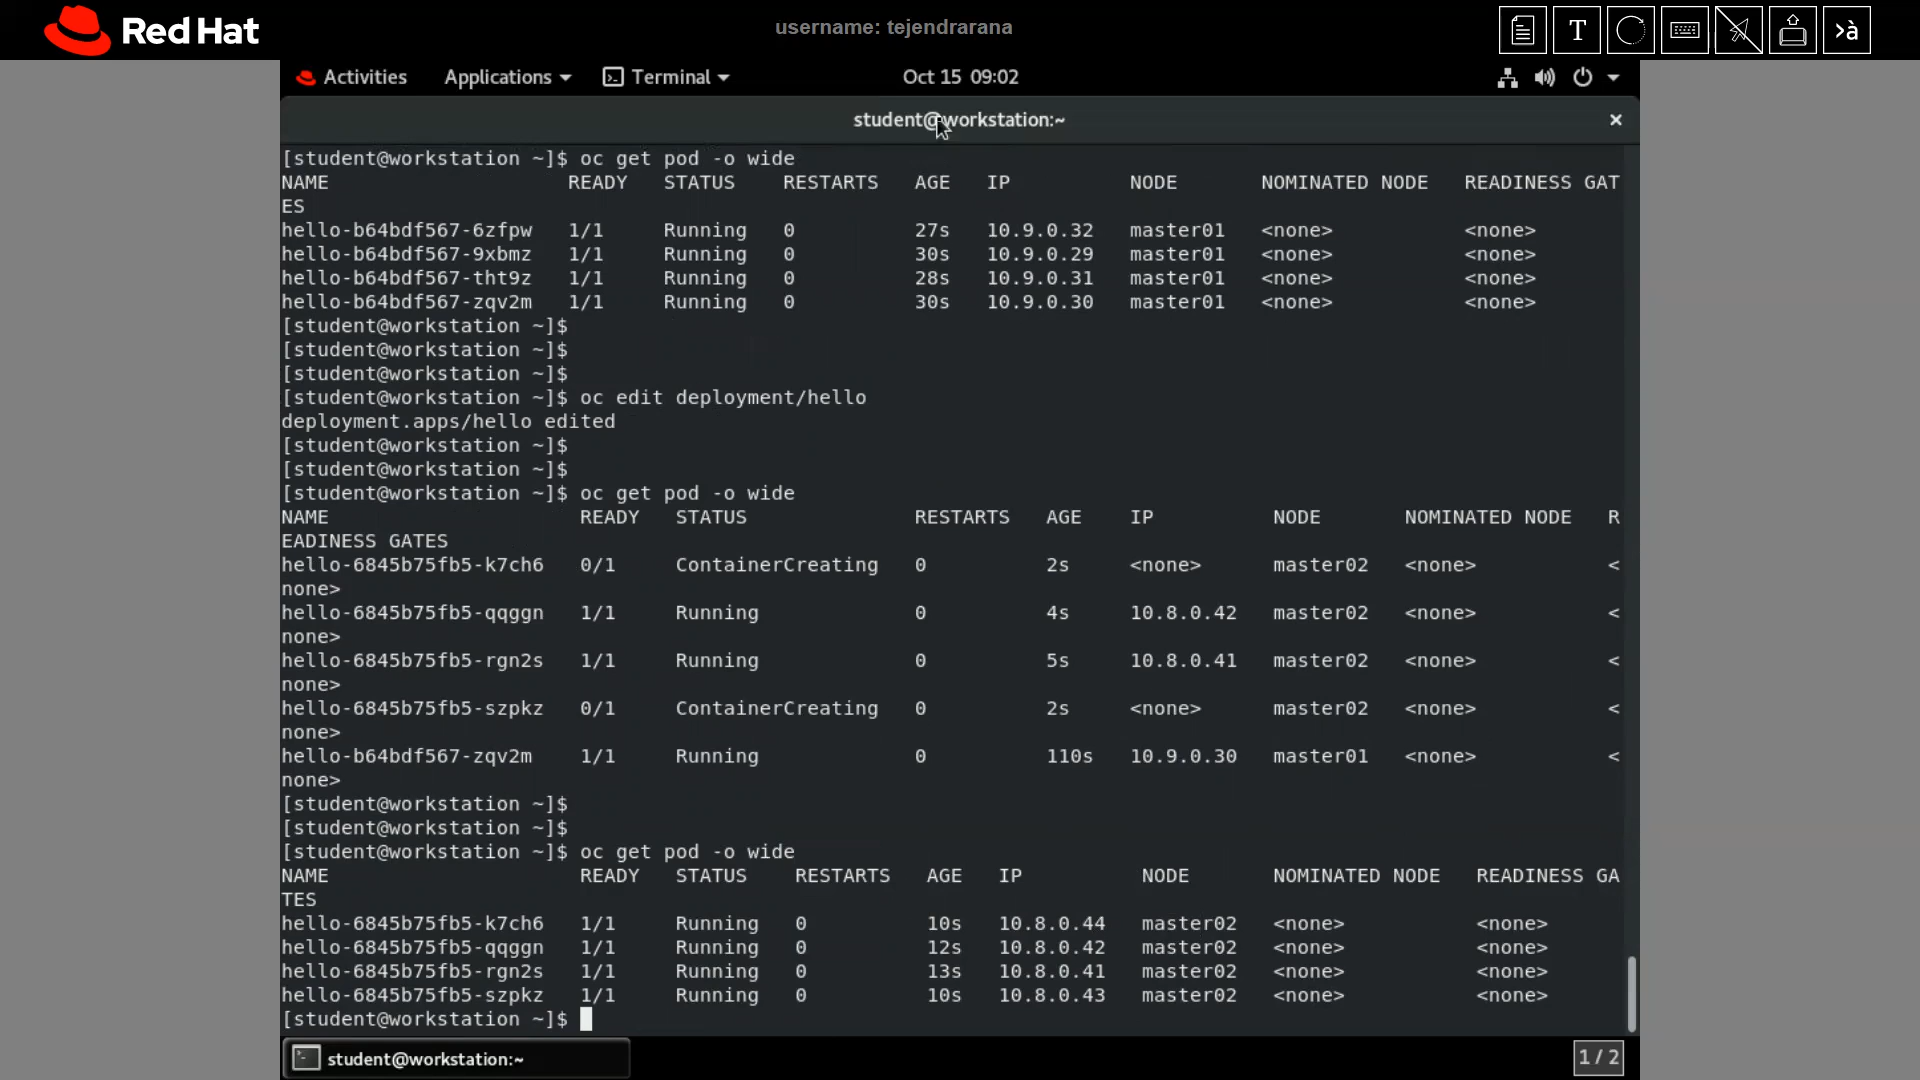 Red Hat
username: tejendrarana
T
>à
Activities Applications Terminal Oct 15 09:02
student@workstation:~ ×
[student@workstation ~]$ oc get pod -o wide
NAME READY STATUS RESTARTS AGE IP NODE NOMINATED NODE READINESS GAT
ES
hello-b64bdf567-6zfpw 1/1 Running 0 27s 10.9.0.32 master01 <none> <none>
hello-b64bdf567-9xbmz 1/1 Running 0 30s 10.9.0.29 master01 <none> <none>
hello-b64bdf567-tht9z 1/1 Running 0 28s 10.9.0.31 master01 <none> <none>
hello-b64bdf567-zqv2m 1/1 Running 0 30s 10.9.0.30 master01 <none> <none>
[student@workstation ~]$
[student@workstation ~]$
[student@workstation ~]$
[student@workstation ~]$ oc edit deployment/hello
deployment.apps/hello edited
[student@workstation ~]$
[student@workstation ~]$
[student@workstation ~]$ oc get pod -o wide
NAME READY STATUS RESTARTS AGE IP NODE NOMINATED NODE R
EADINESS GATES
hello-6845b75fb5-k7ch6 0/1 ContainerCreating 0 2s <none> master02 <none> <
none>
hello-6845b75fb5-qqggn 1/1 Running 0 4s 10.8.0.42 master02 <none> <
none>
hello-6845b75fb5-rgn2s 1/1 Running 0 5s 10.8.0.41 master02 <none> <
none>
hello-6845b75fb5-szpkz 0/1 ContainerCreating 0 2s <none> master02 <none> <
none>
hello-b64bdf567-zqv2m 1/1 Running 0 110s 10.9.0.30 master01 <none> <
none>
[student@workstation ~]$
[student@workstation ~]$
[student@workstation ~]$ oc get pod -o wide
NAME READY STATUS RESTARTS AGE IP NODE NOMINATED NODE READINESS GA
TES
hello-6845b75fb5-k7ch6 1/1 Running 0 10s 10.8.0.44 master02 <none> <none>
hello-6845b75fb5-qqggn 1/1 Running 0 12s 10.8.0.42 master02 <none> <none>
hello-6845b75fb5-rgn2s 1/1 Running 0 13s 10.8.0.41 master02 <none> <none>
hello-6845b75fb5-szpkz 1/1 Running 0 10s 10.8.0.43 master02 <none> <none>
[student@workstation ~]$
student@workstation:~ 1 / 2